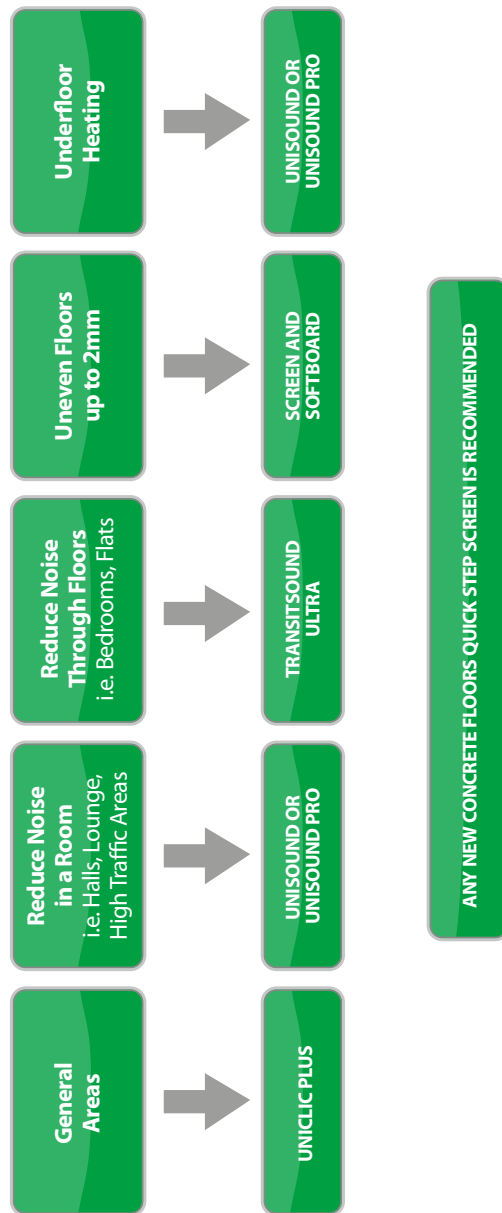 General
Areas
Reduce Noise
in a Room
i.e. Halls, Lounge,
High Traffic Areas
Reduce Noise
Through Floors
i.e. Bedrooms, Flats
Uneven Floors
up to 2mm
Underfloor
Heating
UNICLIC PLUS
UNISOUND OR
UNISOUND PRO
TRANSITSOUND
ULTRA
SCREEN AND
SOFTBOARD
UNISOUND OR
UNISOUND PRO
ANY NEW CONCRETE FLOORS QUICK STEP SCREEN IS RECOMMENDED